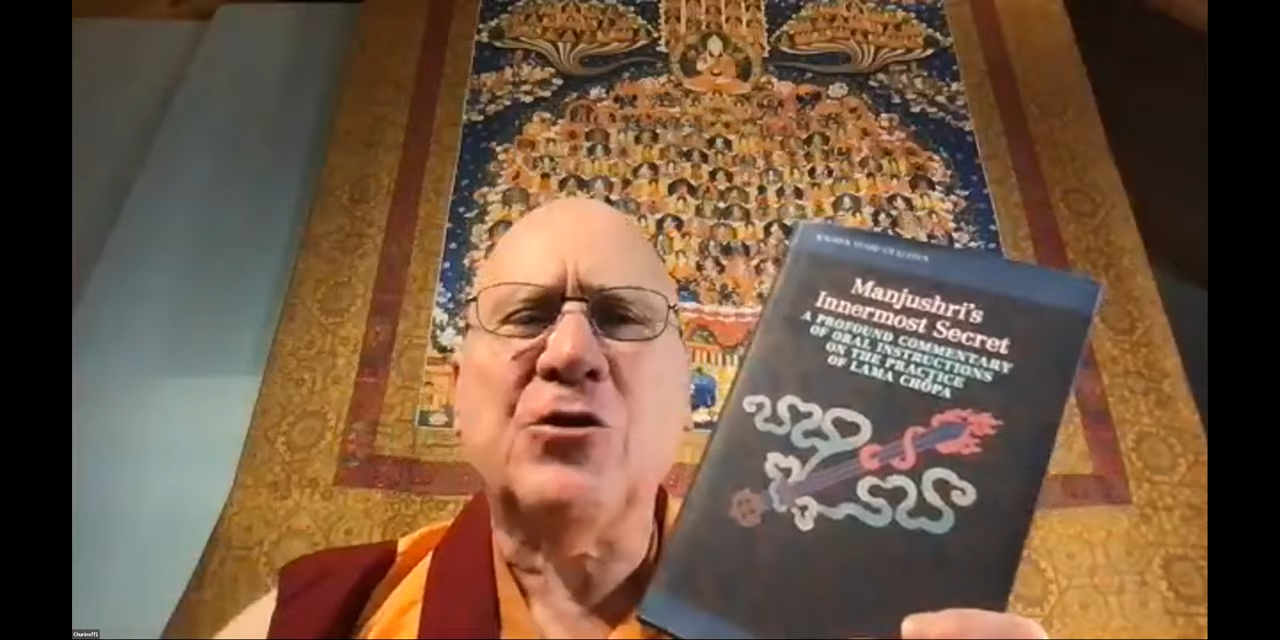 Manjushri's
Innermost Secret
A PROFOUND COMMENTARY
OF ORAL INSTRUCTIONS
ON THE PRACTICE
OF LAMA CHÖPA